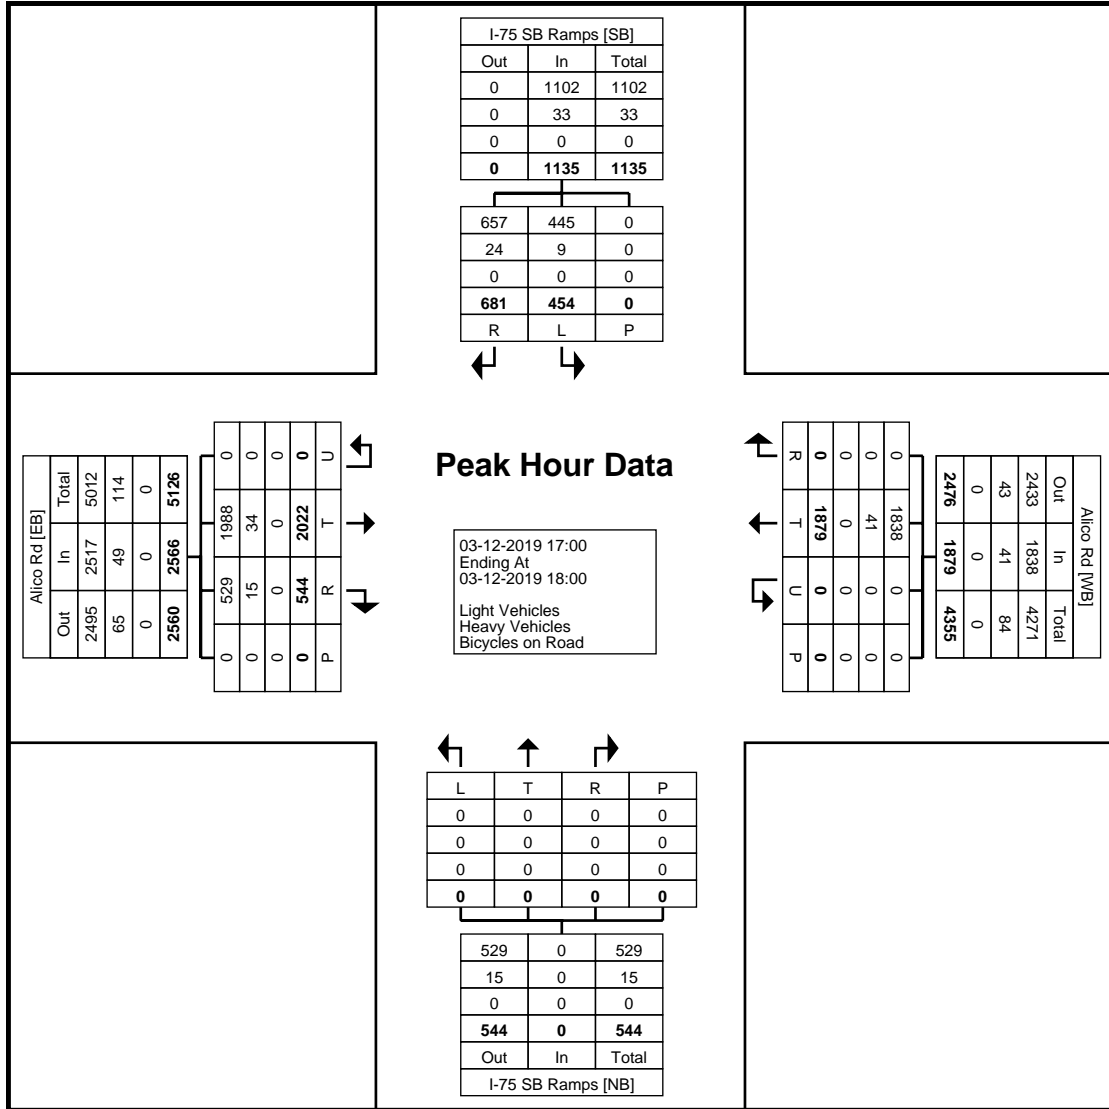 I-75 SB Ramps [SB]
Out In Total
0 1102 1102
0 33 33
0 0 0
0 1135 1135
657 445 0
24 9 0
0 0 0
681 454 0
R L P
Peak Hour Data
03-12-2019 17:00
Ending At
03-12-2019 18:00
Light Vehicles
Heavy Vehicles
Bicycles on Road
Alico Rd [EB]
Total In Out
5012 2517 2495
114 49 65
0 0 0
5126 2566 2560
0 1988 529 0
0 34 15 0
0 0 0 0
0 2022 544 0
U T R P
Alico Rd [WB]
Out In Total
2433 1838 4271
43 41 84
0 0 0
2476 1879 4355
0 1838 0 0
0 41 0 0
0 0 0 0
0 1879 0 0
R T U P
L T R P
0 0 0 0
0 0 0 0
0 0 0 0
0 0 0 0
529 0 529
15 0 15
0 0 0
544 0 544
Out In Total
I-75 SB Ramps [NB]